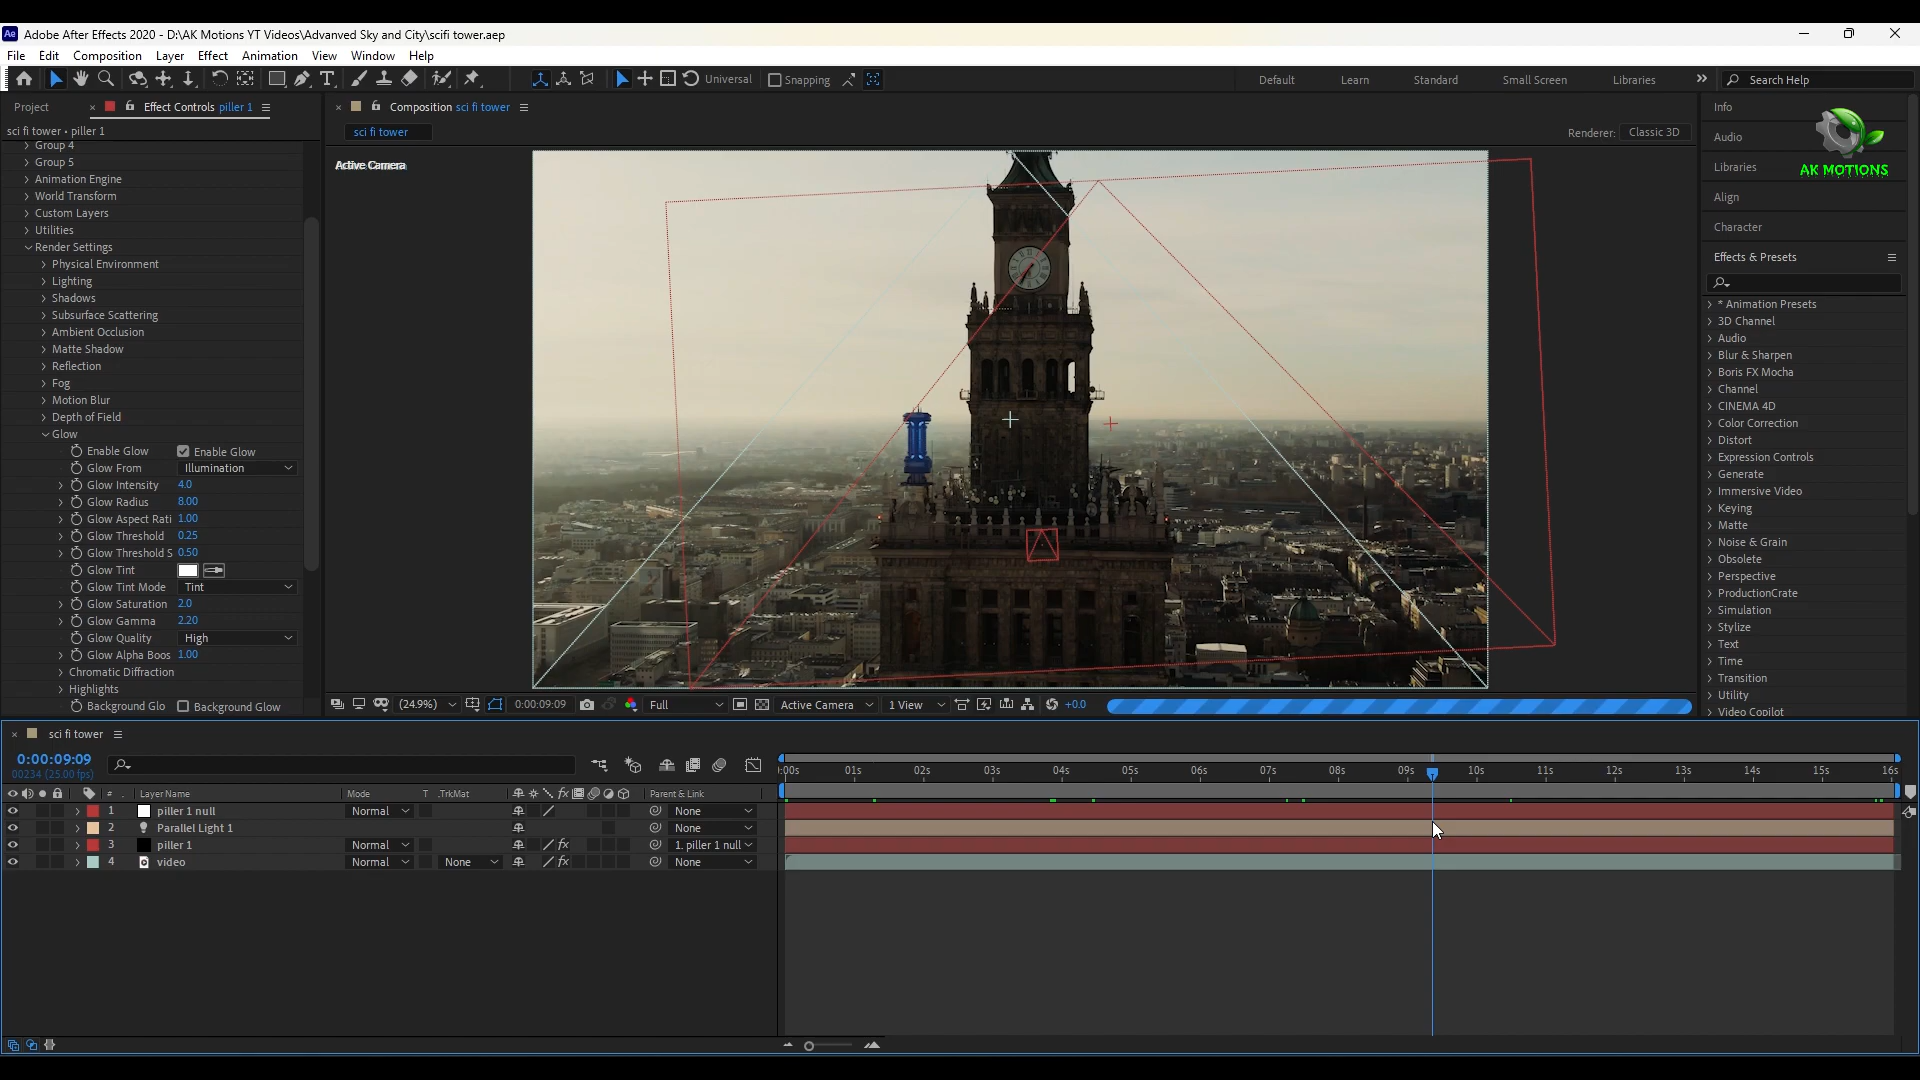 Adobe After Effects 2020 - D:\AK Motions YT Videos\Advanved Sky and City\scifi tower.aep
File Edit Composition Layer Effect Animation View Window Help
Universal Snapping Default Learn Standard Small Screen Libraries Search Help
Project Effect Controls piller 1 Composition sci fi tower
sci fi tower • piller 1
sci fi tower Renderer: Classic 3D
Group 4
Group 5
Animation Engine
World Transform
Custom Layers
Utilities
Render Settings
Physical Environment
Lighting
Shadows
Subsurface Scattering
Ambient Occlusion
Matte Shadow
Reflection
Fog
Motion Blur
Depth of Field
Glow
Enable Glow Enable Glow
Glow From Illumination
Glow Intensity 4.0
Glow Radius 8.00
Glow Aspect Rati 1.00
Glow Threshold 0.25
Glow Threshold S 0.50
Glow Tint
Glow Tint Mode Tint
Glow Saturation 2.0
Glow Gamma 2.20
Glow Quality High
Glow Alpha Boos 1.00
Chromatic Diffraction
Highlights
Background Glo Background Glow
Active Camera
(24.9%) 0:00:09:09 Full Active Camera 1 View +0.0
Info
Audio
Libraries
Align
Character
AK MOTIONS
Effects & Presets
* Animation Presets
3D Channel
Audio
Blur & Sharpen
Boris FX Mocha
Channel
CINEMA 4D
Color Correction
Distort
Expression Controls
Generate
Immersive Video
Keying
Matte
Noise & Grain
Obsolete
Perspective
ProductionCrate
Simulation
Stylize
Text
Time
Transition
Utility
Video Copilot
sci fi tower
0:00:09:09
00234 (25.00 fps)
:00s 01s 02s 03s 04s 05s 06s 07s 08s 09s 10s 11s 12s 13s 14s 15s 16s
# Layer Name Mode T .TrkMat Parent & Link
1 piller 1 null Normal None
2 Parallel Light 1 None
3 piller 1 Normal 1. piller 1 null
4 video Normal None None